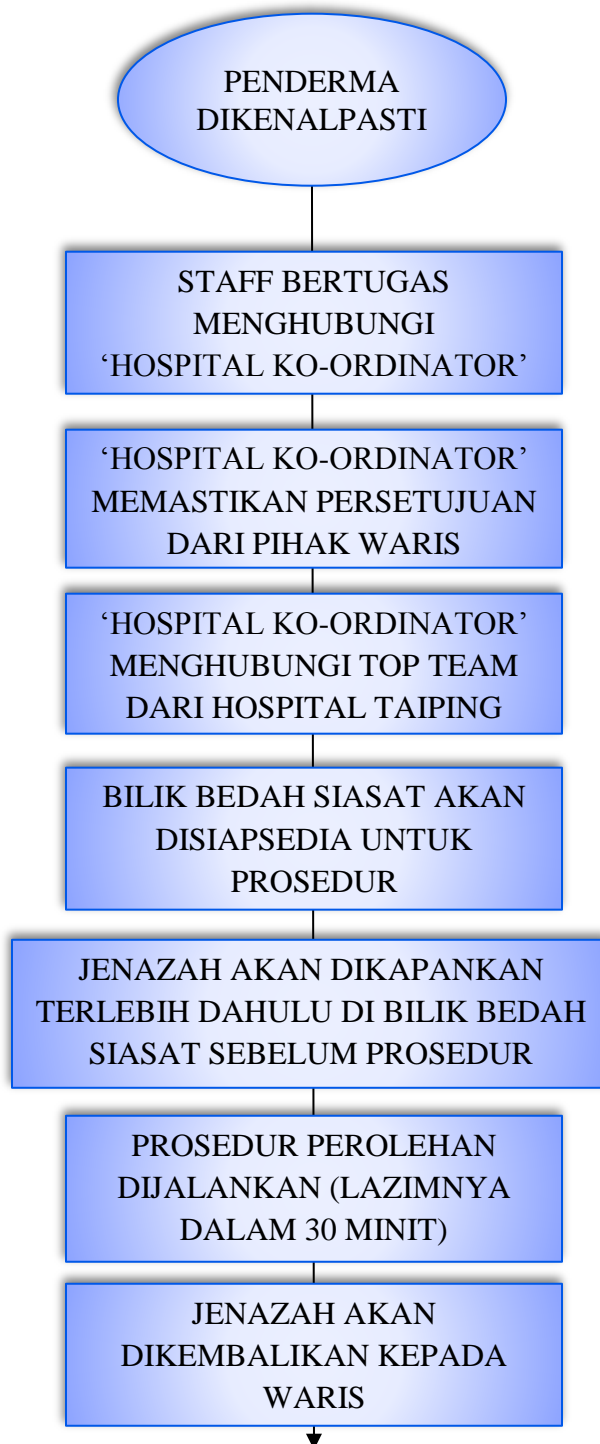 PENDERMA
DIKENALPASTI
STAFF BERTUGAS
MENGHUBUNGI
‘HOSPITAL KO-ORDINATOR’
‘HOSPITAL KO-ORDINATOR’
MEMASTIKAN PERSETUJUAN
DARI PIHAK WARIS
‘HOSPITAL KO-ORDINATOR’
MENGHUBUNGI TOP TEAM
DARI HOSPITAL TAIPING
BILIK BEDAH SIASAT AKAN
DISIAPSEDIA UNTUK
PROSEDUR
JENAZAH AKAN DIKAPANKAN
TERLEBIH DAHULU DI BILIK BEDAH
SIASAT SEBELUM PROSEDUR
PROSEDUR PEROLEHAN
DIJALANKAN (LAZIMNYA
DALAM 30 MINIT)
JENAZAH AKAN
DIKEMBALIKAN KEPADA
WARIS